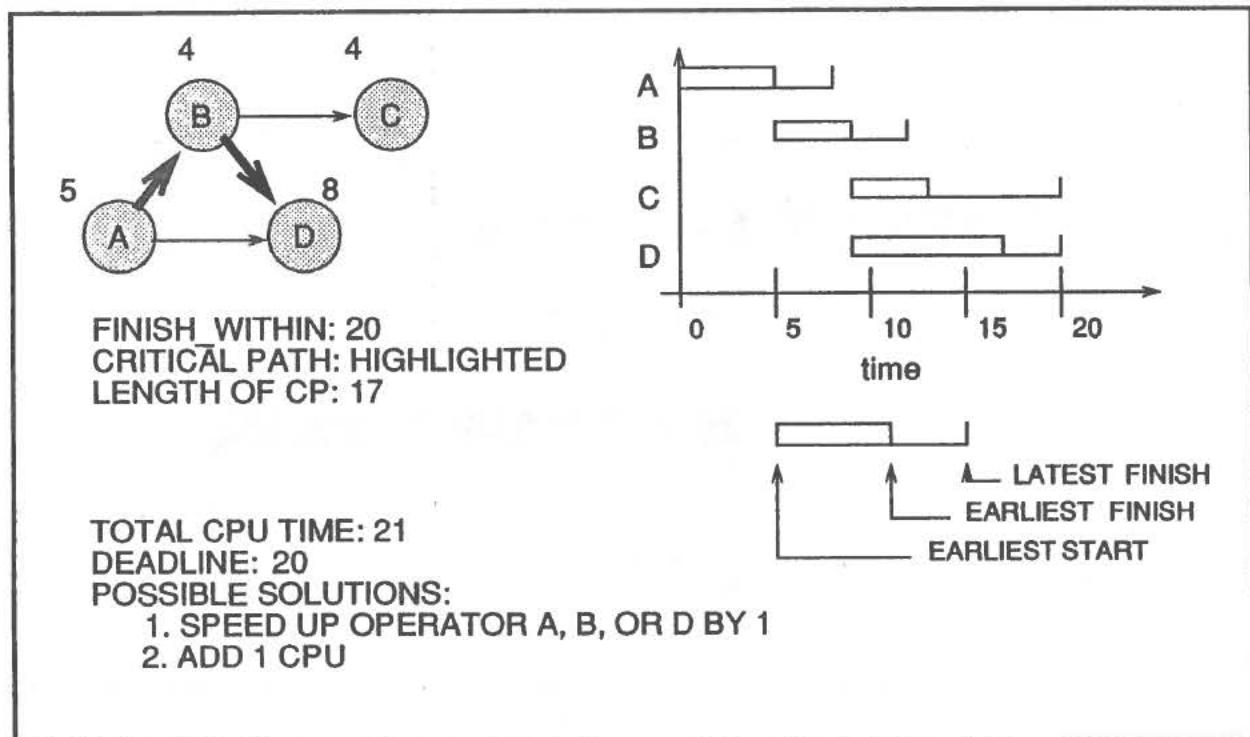 4
4
B
C
5
8
A
D
FINISH_WITHIN: 20
CRITICAL PATH: HIGHLIGHTED
LENGTH OF CP: 17
TOTAL CPU TIME: 21
DEADLINE: 20
POSSIBLE SOLUTIONS:
1. SPEED UP OPERATOR A, B, OR D BY 1
2. ADD 1 CPU
A
B
C
D
0 5 10 15 20
time
LATEST FINISH
EARLIEST FINISH
EARLIEST START